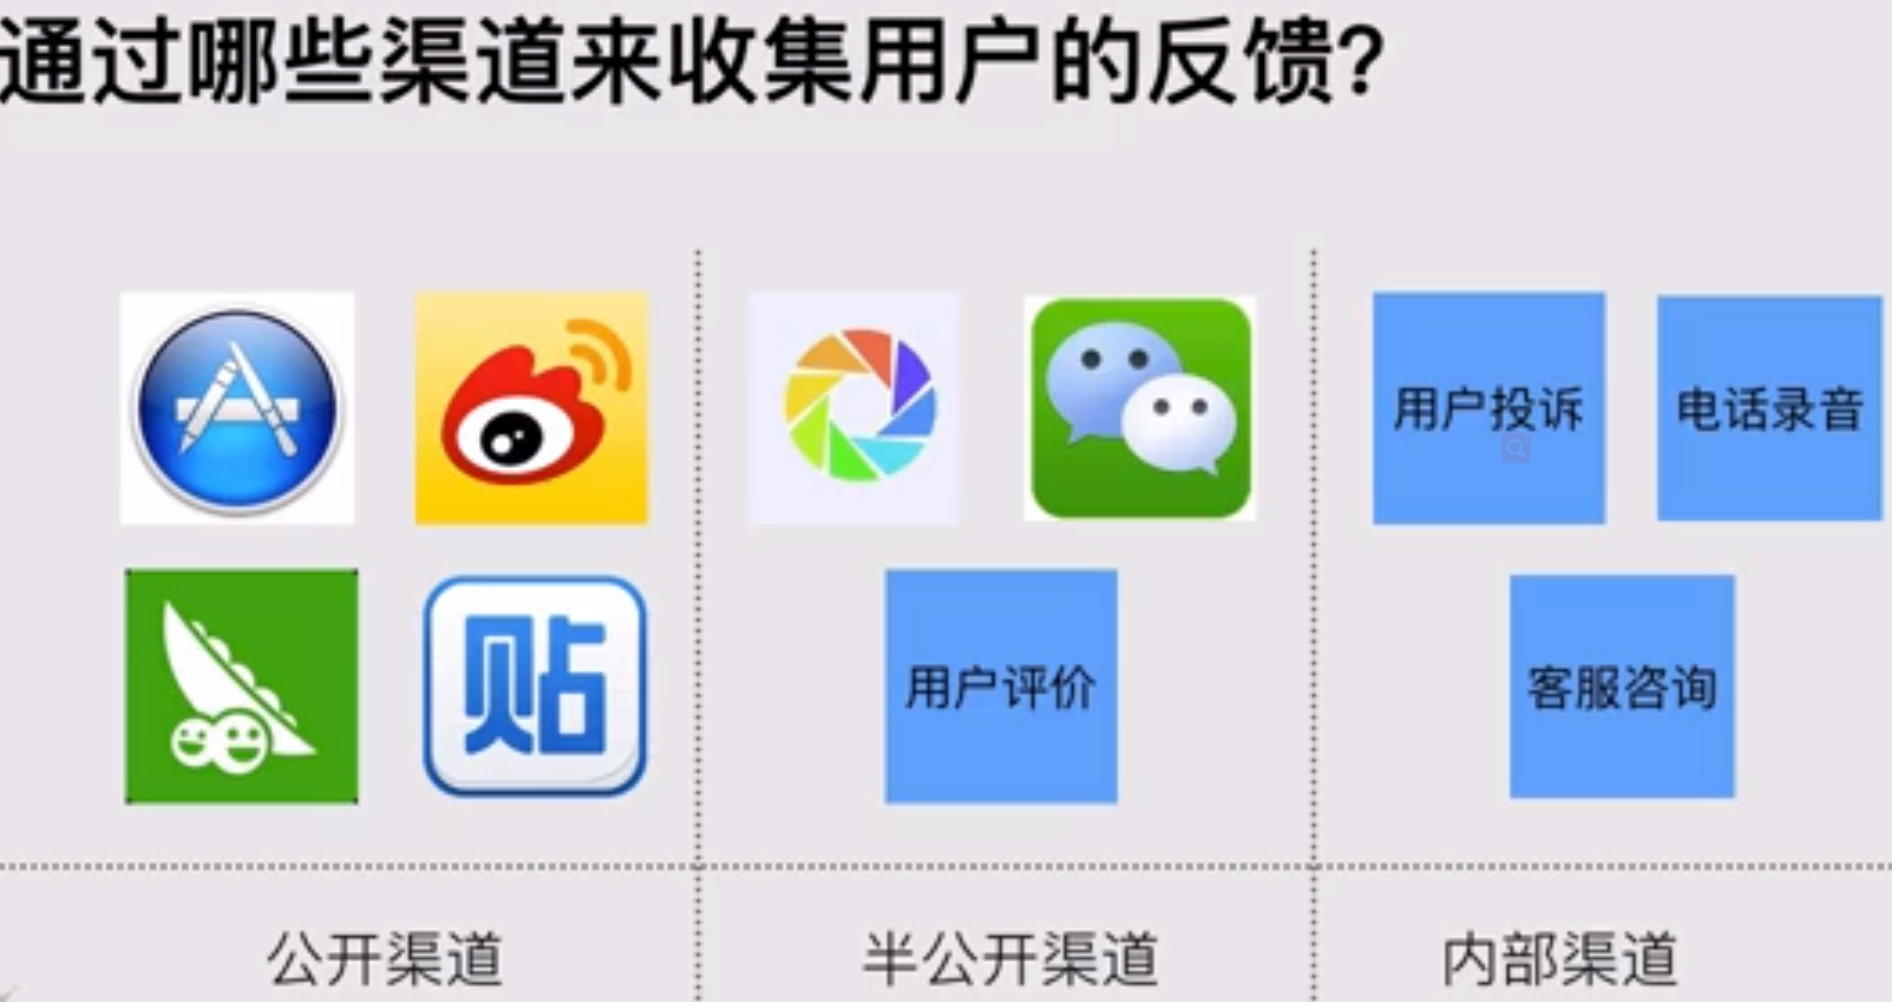 通过哪些渠道来收集用户的反馈?
用户投诉
电话录音
贴
用户评价
客服咨询
公开渠道
半公开渠道
内部渠道